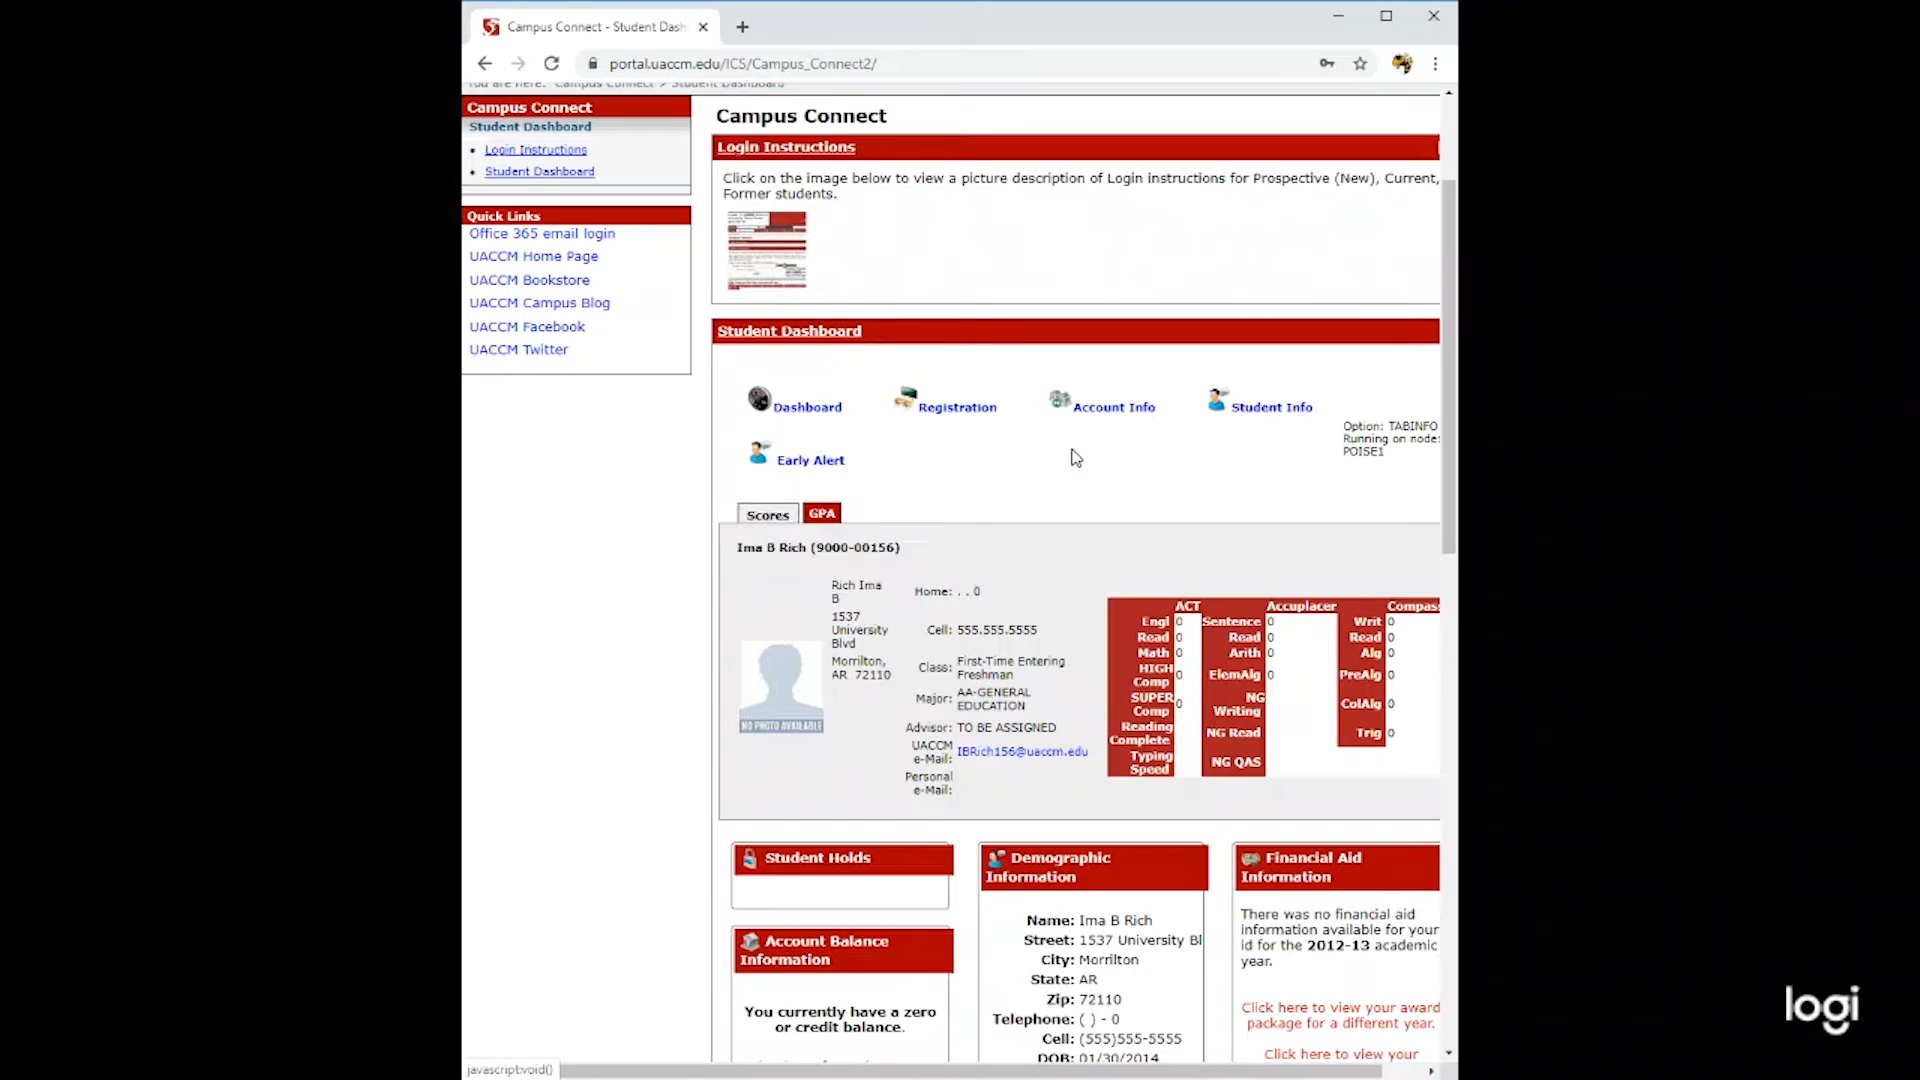 Campus Connect - Student Dash
portal.uaccm.edu/ICS/Campus_Connect2/
You are here: Campus Connect > Student Dashboard
Campus Connect
Student Dashboard
Login Instructions
Student Dashboard
Quick Links
Office 365 email login
UACCM Home Page
UACCM Bookstore
UACCM Campus Blog
UACCM Facebook
UACCM Twitter
Campus Connect
Login Instructions
Click on the image below to view a picture description of Login instructions for Prospective (New), Current,
Former students.
Student Dashboard
Dashboard
Registration
Account Info
Student Info
Early Alert
Option: TABINFO
Running on node:
POISE1
Scores
GPA
Ima B Rich (9000-00156)
NO PHOTO AVAILABLE
Rich Ima
B
1537
University
Blvd
Morrilton,
AR 72110
Home: . . 0
Cell: 555.555.5555
Class: First-Time Entering
Freshman
Major: AA-GENERAL
EDUCATION
Advisor: TO BE ASSIGNED
UACCM
e-Mail: IBRich156@uaccm.edu
Personal
e-Mail:
ACT
Engl 0
Read 0
Math 0
HIGH
Comp 0
SUPER
Comp 0
Reading
Complete
Typing
Speed
Accuplacer
Sentence 0
Read 0
Arith 0
ElemAlg 0
NG
Writing
NG Read
NG QAS
Compass
Writ 0
Read 0
Alg 0
PreAlg 0
ColAlg 0
Trig 0
Student Holds
Account Balance
Information
You currently have a zero
or credit balance.
Demographic
Information
Name: Ima B Rich
Street: 1537 University Bl
City: Morrilton
State: AR
Zip: 72110
Telephone: ( ) - 0
Cell: (555)555-5555
DOB: 01/30/2014
Financial Aid
Information
There was no financial aid
information available for your
id for the 2012-13 academic
year.
Click here to view your award
package for a different year.
Click here to view your
javascript:void()
logi